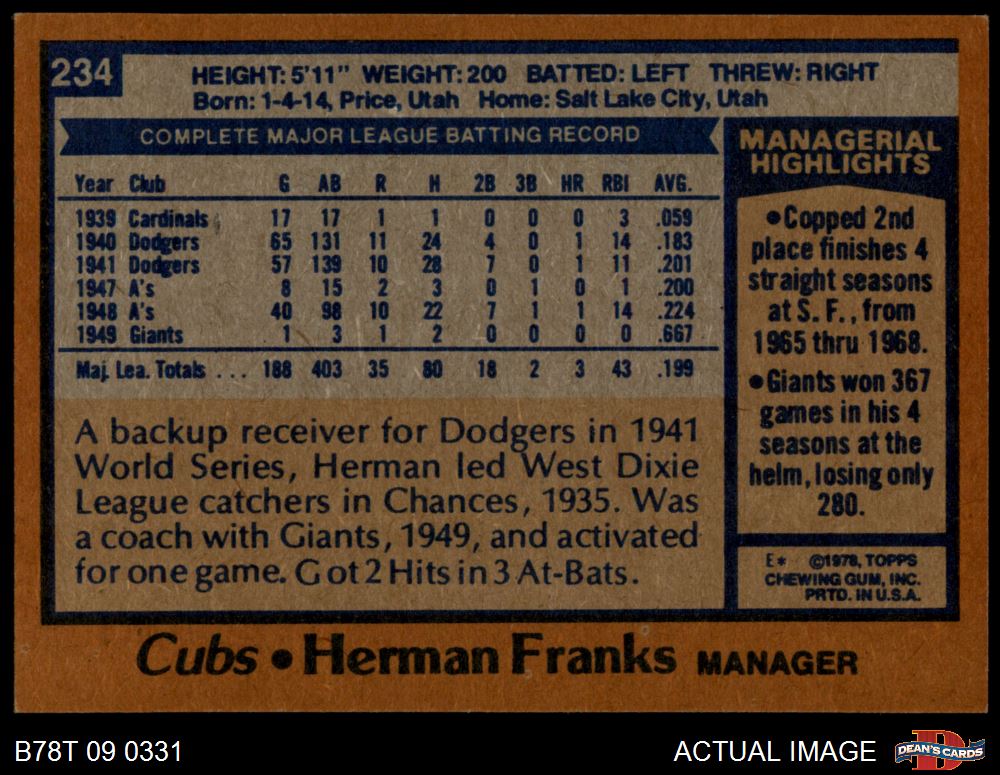 234
HEIGHT: 5'11" WEIGHT: 200 BATTED: LEFT THREW: RIGHT
Born: 1-4-14, Price, Utah Home: Salt Lake City, Utah
COMPLETE MAJOR LEAGUE BATTING RECORD
Year Club G AB R H 2B 3B HR RBI AVG.
1939 Cardinals 17 17 1 1 0 0 0 3 .059
1940 Dodgers 65 131 11 24 4 0 1 14 .183
1941 Dodgers 57 139 10 28 7 0 1 11 .201
1947 A's 8 15 2 3 0 1 0 1 .200
1948 A's 40 98 10 22 7 1 1 14 .224
1949 Giants 1 3 1 2 0 0 0 0 .667
Maj. Lea. Totals . . . 188 403 35 80 18 2 3 43 .199
A backup receiver for Dodgers in 1941
World Series, Herman led West Dixie
League catchers in Chances, 1935. Was
a coach with Giants, 1949, and activated
for one game. Got 2 Hits in 3 At-Bats.
MANAGERIAL
HIGHLIGHTS
•Copped 2nd
place finishes 4
straight seasons
at S. F., from
1965 thru 1968.
•Giants won 367
games in his 4
seasons at the
helm, losing only
280.
E* ©1978, TOPPS
CHEWING GUM, INC.
PRTD. IN U.S.A.
Cubs • Herman Franks MANAGER
B78T 09 0331
ACTUAL IMAGE
D
DEAN'S CARDS